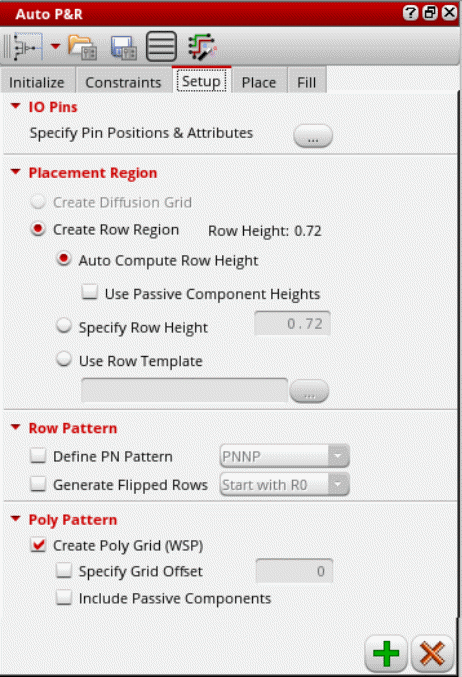 Auto P&R
Initialize Constraints Setup Place Fill
IO Pins
Specify Pin Positions & Attributes ...
Placement Region
Create Diffusion Grid
Create Row Region Row Height: 0.72
Auto Compute Row Height
Use Passive Component Heights
Specify Row Height 0.72
Use Row Template
...
Row Pattern
Define PN Pattern PNNP
Generate Flipped Rows Start with R0
Poly Pattern
Create Poly Grid (WSP)
Specify Grid Offset 0
Include Passive Components